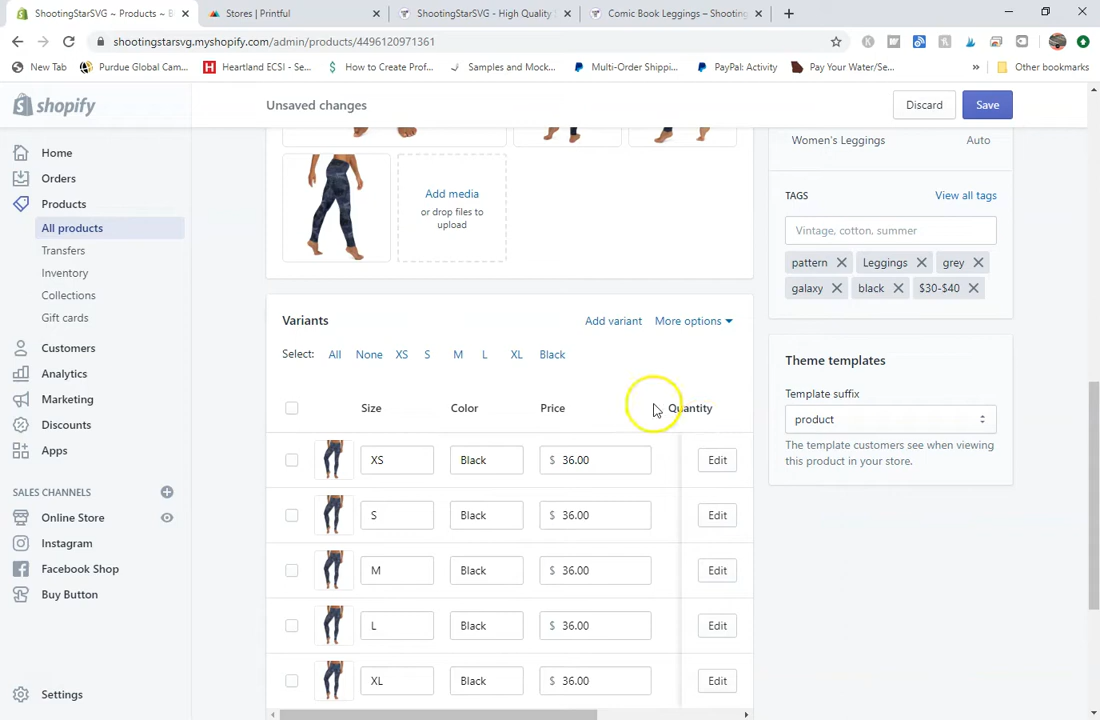 ShootingStarSVG ~ Products ~ B
Stores | Printful
ShootingStarSVG - High Quality
Comic Book Leggings – Shooting
shootingstarsvg.myshopify.com/admin/products/4496120971361
New Tab
Purdue Global Cam...
Heartland ECSI - Se...
How to Create Prof...
Samples and Mock...
Multi-Order Shippi...
PayPal: Activity
Pay Your Water/Se...
»
Other bookmarks
shopify
Unsaved changes
Discard
Save
Home
Orders
Products
All products
Transfers
Inventory
Collections
Gift cards
Customers
Analytics
Marketing
Discounts
Apps
SALES CHANNELS
Online Store
Instagram
Facebook Shop
Buy Button
Settings
Add media
or drop files to
upload
Variants
Add variant
More options
Select: All None XS S M L XL Black
Size Color Price Quantity
XS Black $ 36.00 Edit
S Black $ 36.00 Edit
M Black $ 36.00 Edit
L Black $ 36.00 Edit
XL Black $ 36.00 Edit
Women's Leggings Auto
TAGS View all tags
Vintage, cotton, summer
pattern Leggings grey
galaxy black $30-$40
Theme templates
Template suffix
product
The template customers see when viewing
this product in your store.